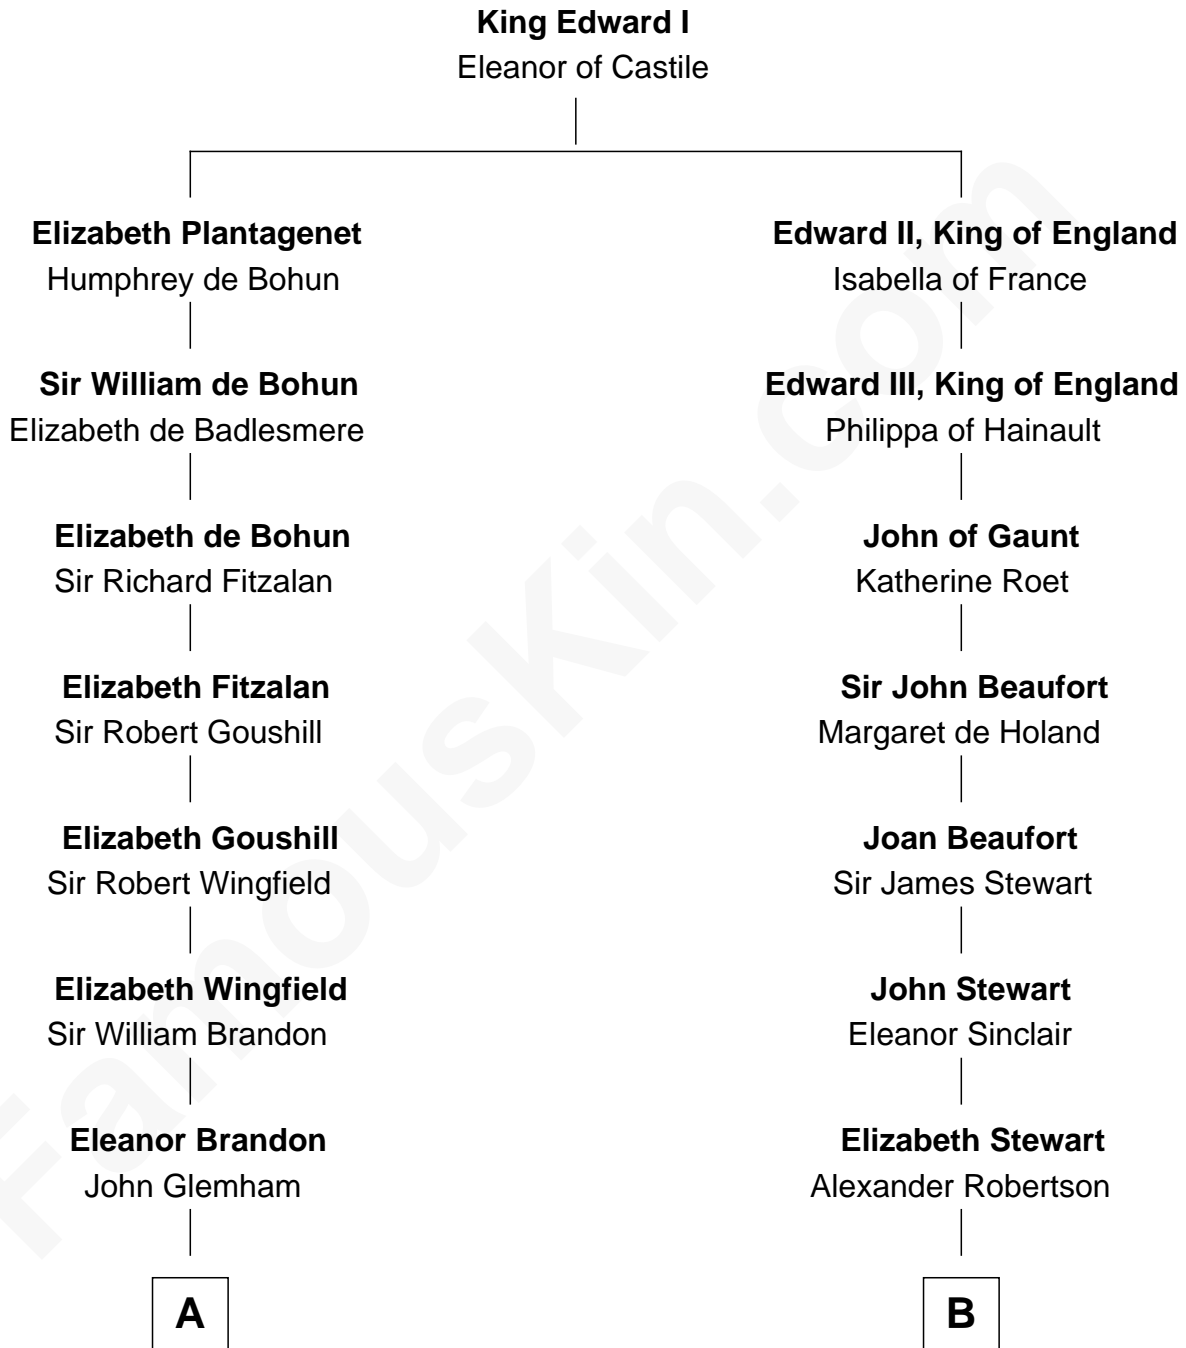 King Edward I
Eleanor of Castile
Elizabeth Plantagenet
Humphrey de Bohun
Edward II, King of England
Isabella of France
Sir William de Bohun
Elizabeth de Badlesmere
Edward III, King of England
Philippa of Hainault
Elizabeth de Bohun
Sir Richard Fitzalan
John of Gaunt
Katherine Roet
Elizabeth Fitzalan
Sir Robert Goushill
Sir John Beaufort
Margaret de Holand
Elizabeth Goushill
Sir Robert Wingfield
Joan Beaufort
Sir James Stewart
Elizabeth Wingfield
Sir William Brandon
John Stewart
Eleanor Sinclair
Eleanor Brandon
John Glemham
Elizabeth Stewart
Alexander Robertson
A
B
FamousKin.com